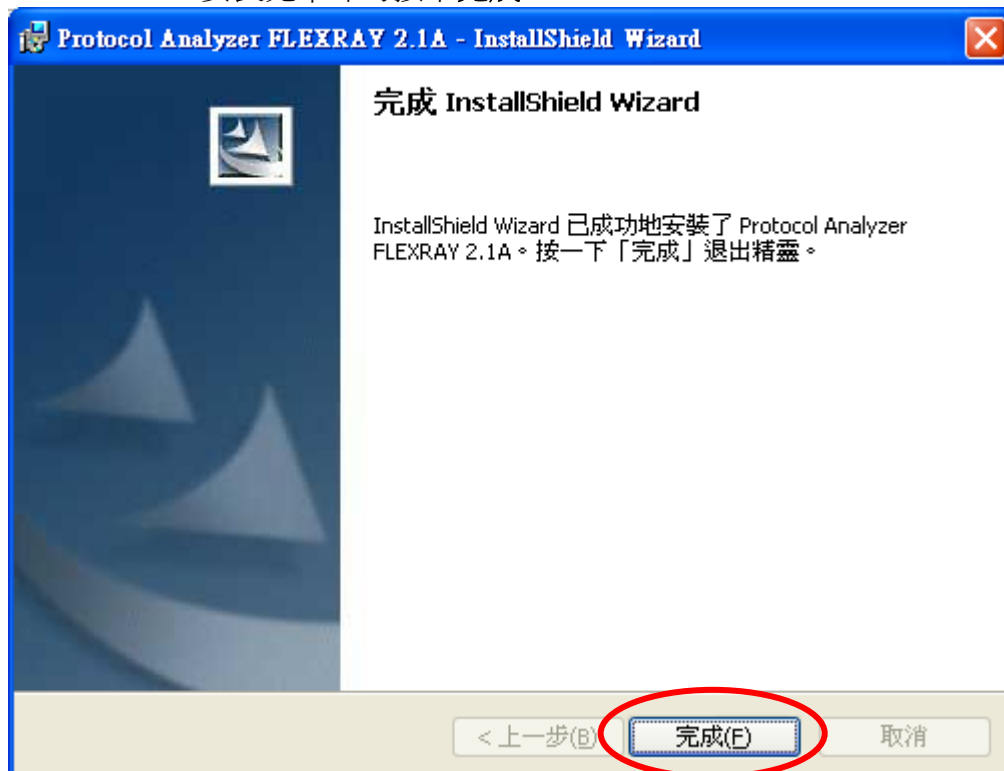 Protocol Analyzer FLEXRAY 2.1A - InstallShield Wizard
完成 InstallShield Wizard
InstallShield Wizard 已成功地安裝了 Protocol Analyzer
FLEXRAY 2.1A。按一下「完成」退出精靈。
< 上一步(B) 完成(F) 取消